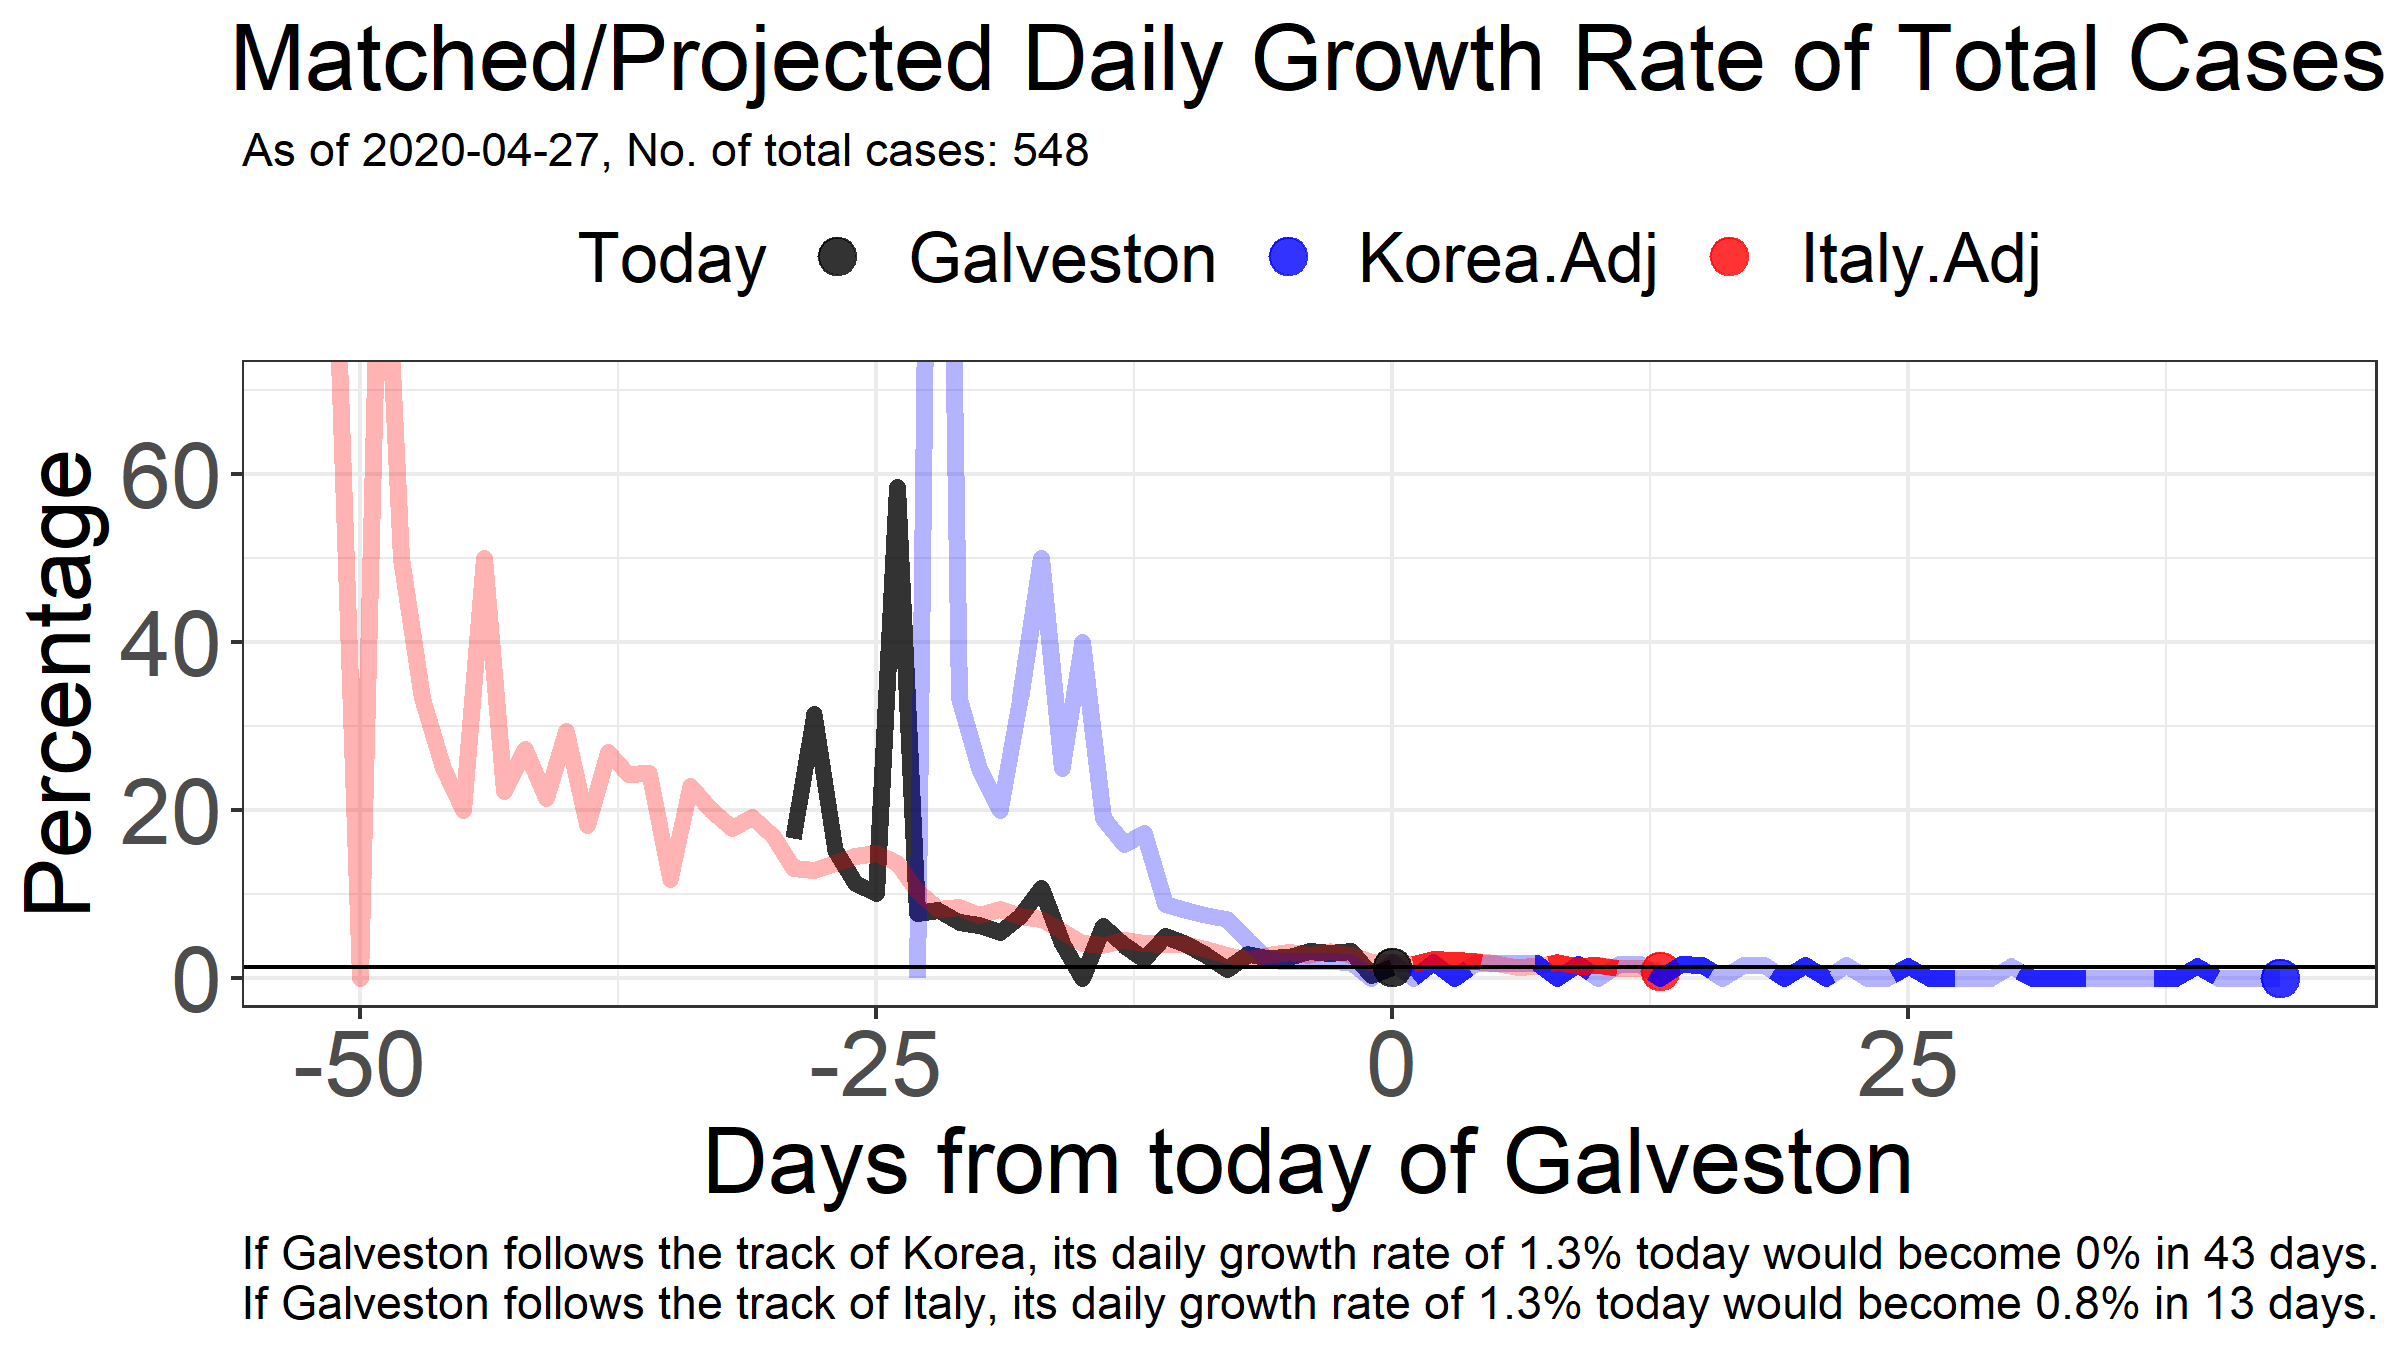 Matched/Projected Daily Growth Rate of Total Cases
As of 2020-04-27, No. of total cases: 548
Today Galveston Korea.Adj Italy.Adj
Percentage
60
40
20
0
-50 -25 0 25
Days from today of Galveston
If Galveston follows the track of Korea, its daily growth rate of 1.3% today would become 0% in 43 days.
If Galveston follows the track of Italy, its daily growth rate of 1.3% today would become 0.8% in 13 days.